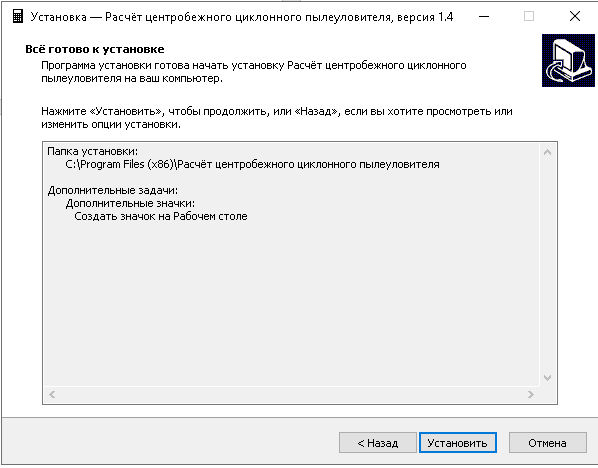 Установка — Расчёт центробежного циклонного пылеуловителя, версия 1.4
Всё готово к установке
Программа установки готова начать установку Расчёт центробежного циклонного
пылеуловителя на ваш компьютер.
Нажмите «Установить», чтобы продолжить, или «Назад», если вы хотите просмотреть или
изменить опции установки.
Папка установки:
C:\Program Files (x86)\Расчёт центробежного циклонного пылеуловителя
Дополнительные задачи:
Дополнительные значки:
Создать значок на Рабочем столе
< Назад
Установить
Отмена